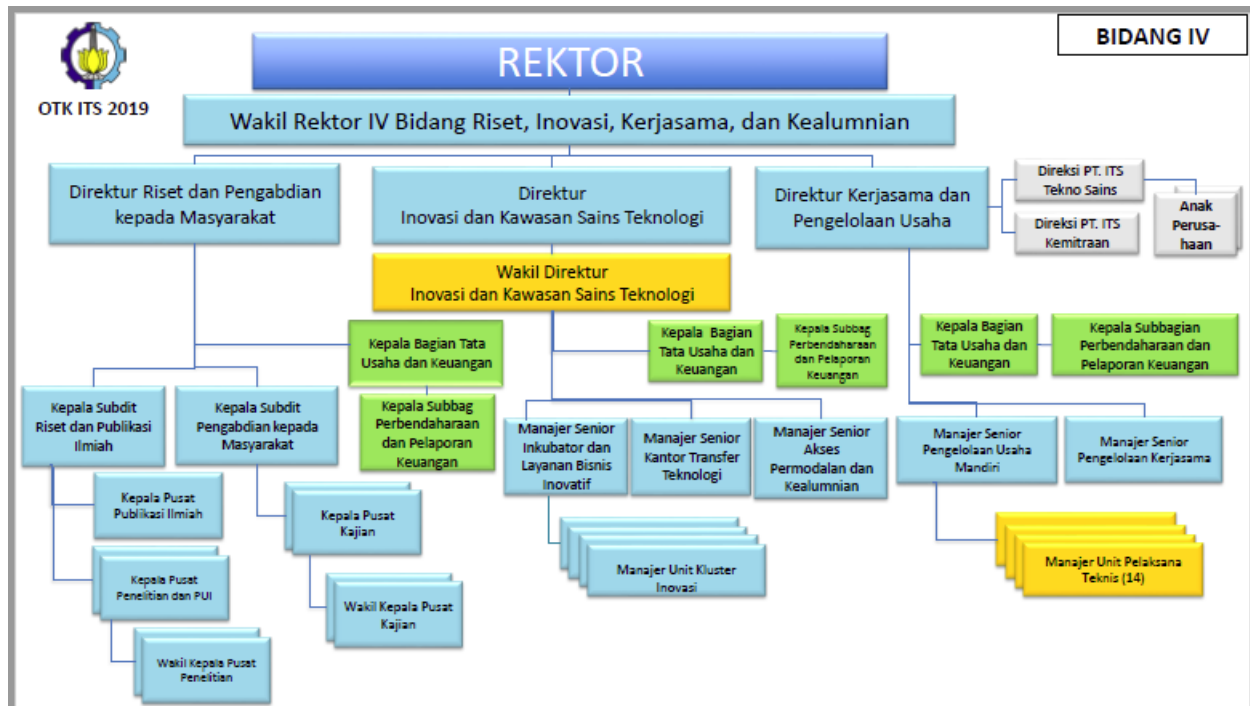 BIDANG IV
REKTOR
OTK ITS 2019
Wakil Rektor IV Bidang Riset, Inovasi, Kerjasama, dan Kealumnian
Direktur Riset dan Pengabdian
kepada Masyarakat
Direktur
Inovasi dan Kawasan Sains Teknologi
Direktur Kerjasama dan
Pengelolaan Usaha
Direksi PT. ITS
Tekno Sains
Direksi PT. ITS
Kemitraan
Anak
Perusa-
haan
Wakil Direktur
Inovasi dan Kawasan Sains Teknologi
Kepala Bagian Tata
Usaha dan Keuangan
Kepala Subbag
Perbendaharaan
dan Pelaporan
Keuangan
Kepala Bagian
Tata Usaha dan
Keuangan
Kepala Subbag
Perbendaharaan
dan Pelaporan
Keuangan
Kepala Bagian
Tata Usaha dan
Keuangan
Kepala Subbagian
Perbendaharaan dan
Pelaporan Keuangan
Kepala Subdit
Riset dan Publikasi
Ilmiah
Kepala Subdit
Pengabdian kepada
Masyarakat
Manajer Senior
Inkubator dan
Layanan Bisnis
Inovatif
Manajer Senior
Kantor Transfer
Teknologi
Manajer Senior
Akses
Permodalan dan
Kealumnian
Manajer Senior
Pengelolaan Usaha
Mandiri
Manajer Senior
Pengelolaan Kerjasama
Kepala Pusat
Publikasi Ilmiah
Kepala Pusat
Kajian
Kepala Pusat
Penelitian dan PUI
Wakil Kepala Pusat
Kajian
Wakil Kepala Pusat
Penelitian
Manajer Unit Kluster
Inovasi
Manajer Unit Pelaksana
Teknis (14)